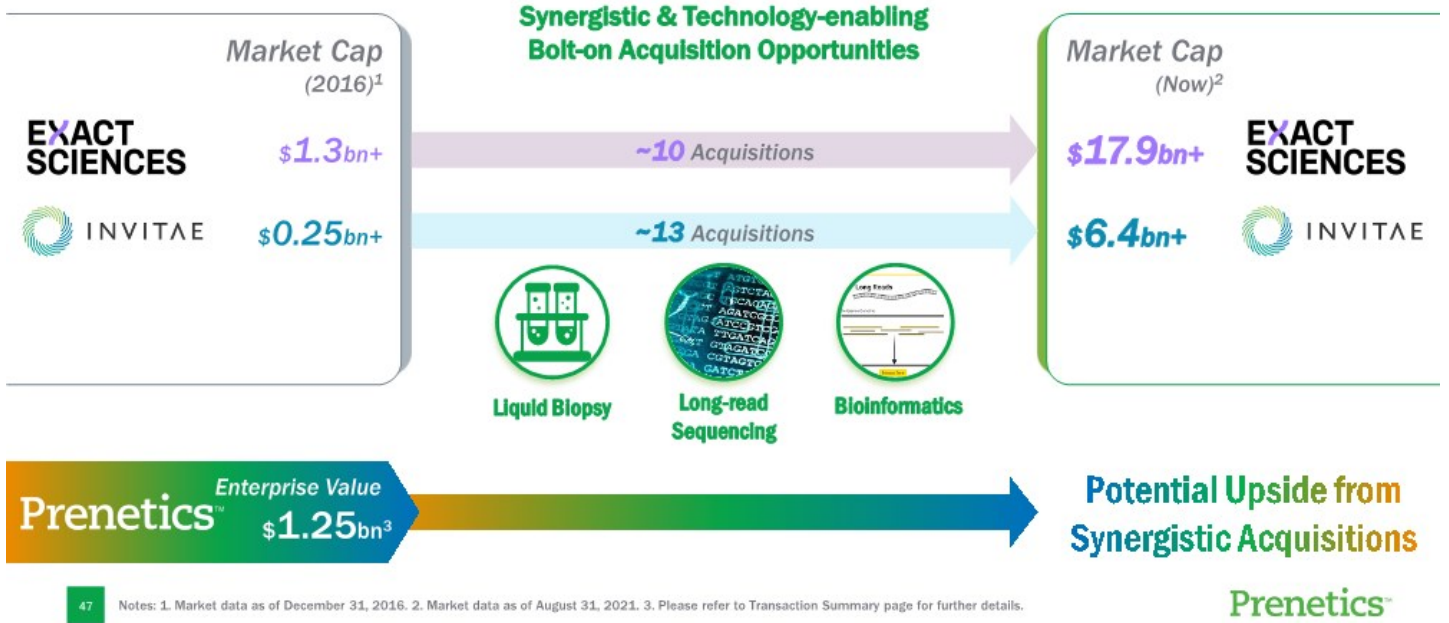 Synergistic & Technology-enabling
Bolt-on Acquisition Opportunities
Market Cap
(2016)¹
EXACT
SCIENCES
$1.3bn+
INVITAE
$0.25bn+
~10 Acquisitions
~13 Acquisitions
Market Cap
(Now)²
$17.9bn+
EXACT
SCIENCES
$6.4bn+
INVITAE
Long Reads
Liquid Biopsy
Long-read
Sequencing
Bioinformatics
Prenetics™
Enterprise Value
$1.25bn³
Potential Upside from
Synergistic Acquisitions
47
Notes: 1. Market data as of December 31, 2016. 2. Market data as of August 31, 2021. 3. Please refer to Transaction Summary page for further details.
Prenetics™